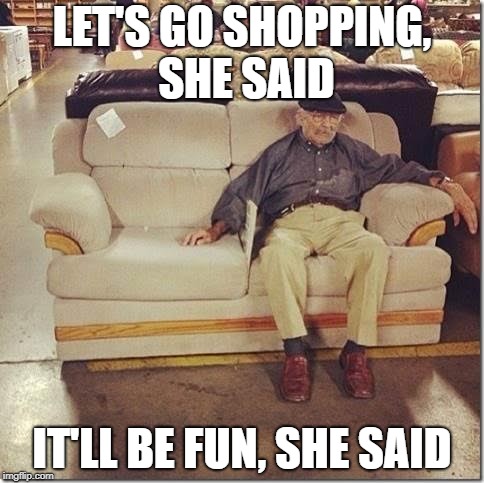 LET'S GO SHOPPING,
SHE SAID
IT'LL BE FUN, SHE SAID
imgflip.com